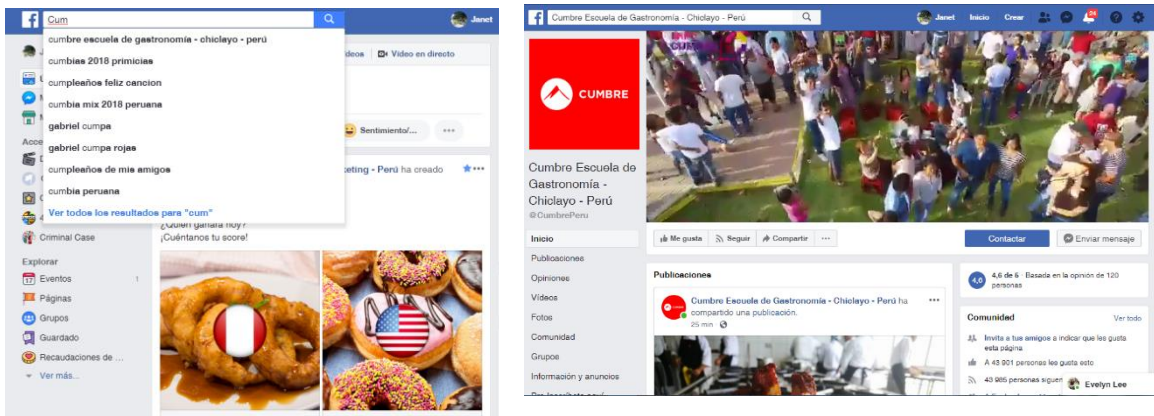 Cum
Janet
cumbre escuela de gastronomía - chiclayo - perú
cumbias 2018 primicias
cumpleaños feliz cancion
cumbia mix 2018 peruana
gabriel cumpa
gabriel cumpa rojas
cumpleaños de mis amigos
cumbia peruana
Ver todos los resultados para "cum"
Vídeo en directo
Sentimiento/...
keting - Perú ha creado
¿Quién ganará hoy?
¡Cuéntanos tu score!
Criminal Case
Explorar
Eventos
1
Páginas
Grupos
Guardado
Recaudaciones de ...
Ver más...
Cumbre Escuela de Gastronomía - Chiclayo - Perú
Janet Inicio Crear
24
CUMBRE
Cumbre Escuela de
Gastronomía -
Chiclayo - Perú
@CumbrePeru
Inicio
Publicaciones
Opiniones
Vídeos
Fotos
Comunidad
Grupos
Información y anuncios
CUMBRE
Me gusta Seguir Compartir ...
Contactar Enviar mensaje
Publicaciones
Cumbre Escuela de Gastronomía - Chiclayo - Perú ha
compartido una publicación.
25 min
4,6
4,6 de 5 · Basada en la opinión de 120
personas
Comunidad Ver todo
Invita a tus amigos a indicar que les gusta
esta página
A 43 901 personas les gusta esto
43 985 personas siguen
Evelyn Lee